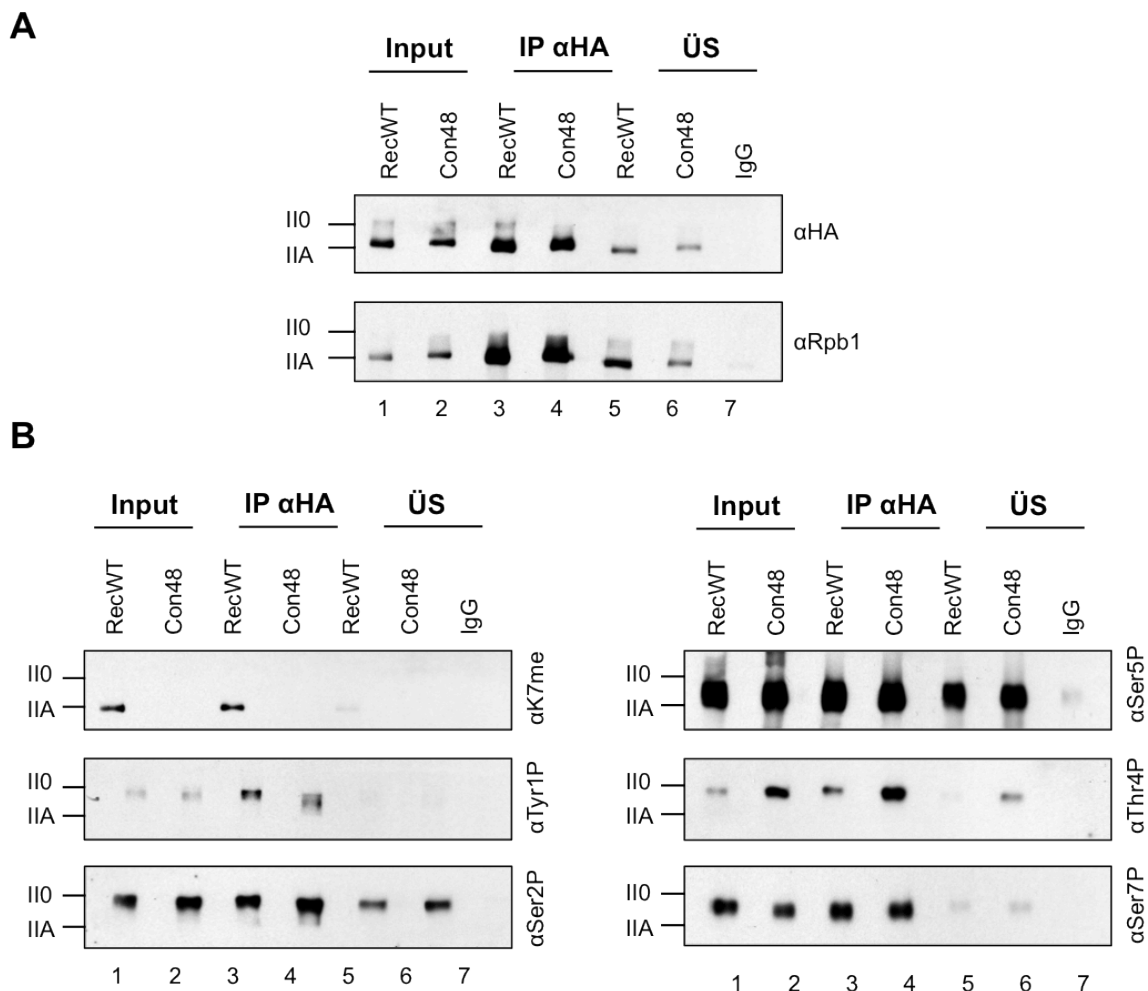 A
Input IP αHA ÜS
RecWT Con48 RecWT Con48 RecWT Con48 IgG
II0
IIA
αHA
II0
IIA
αRpb1
1 2 3 4 5 6 7
B
Input IP αHA ÜS
RecWT Con48 RecWT Con48 RecWT Con48 IgG
II0
IIA
αK7me
II0
IIA
αTyr1P
II0
IIA
αSer2P
1 2 3 4 5 6 7
Input IP αHA ÜS
RecWT Con48 RecWT Con48 RecWT Con48 IgG
II0
IIA
αSer5P
II0
IIA
αThr4P
II0
IIA
αSer7P
1 2 3 4 5 6 7